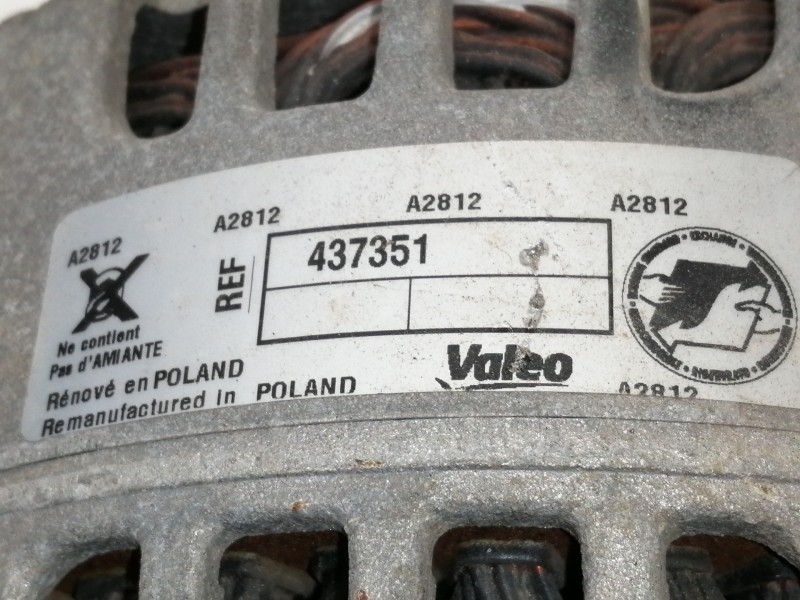 A2812 A2812 A2812 A2812
REF 437351
Ne contient
Pas d'AMIANTE
Valeo
A2812
Rénové en POLAND
Remanufactured in POLAND